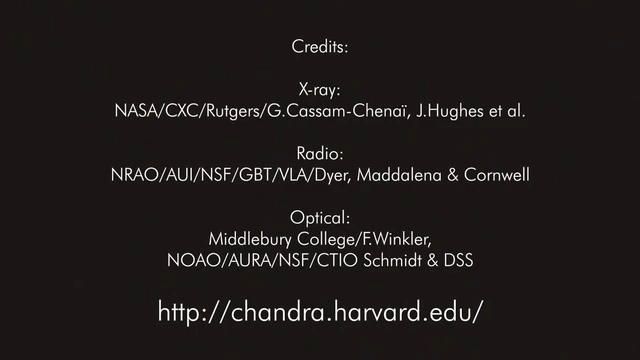 Credits:
X-ray:
NASA/CXC/Rutgers/G.Cassam-Chenaï, J.Hughes et al.
Radio:
NRAO/AUI/NSF/GBT/VLA/Dyer, Maddalena & Cornwell
Optical:
Middlebury College/F.Winkler,
NOAO/AURA/NSF/CTIO Schmidt & DSS
http://chandra.harvard.edu/